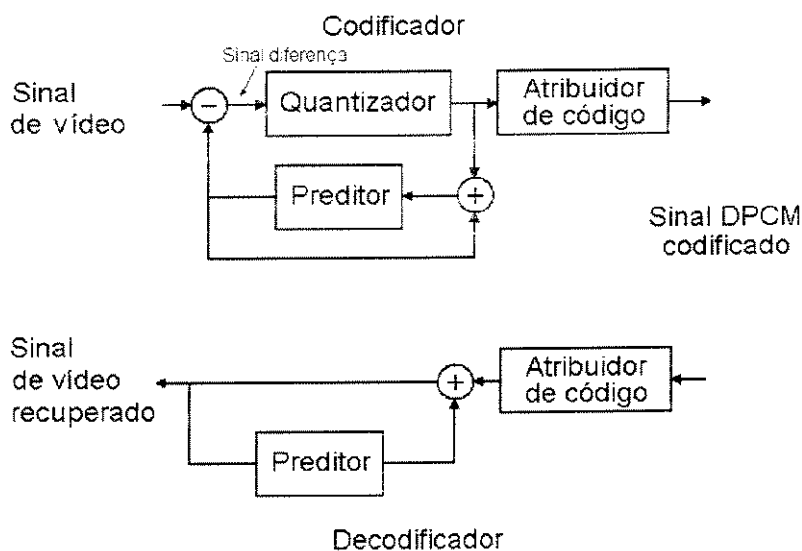 Codificador
Sinal diferença
Sinal
de vídeo
Quantizador
Atribuidor
de código
Preditor
Sinal DPCM
codificado
Sinal
de vídeo
recuperado
Atribuidor
de código
Preditor
Decodificador